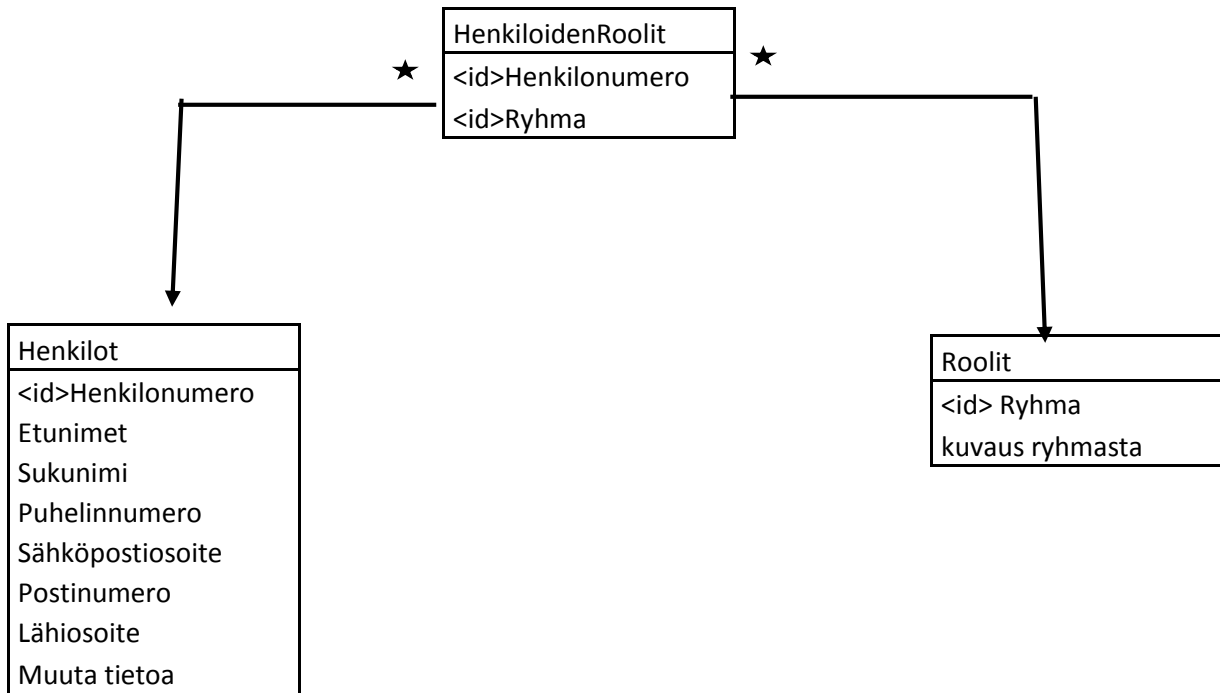 HenkiloidenRoolit
<id>Henkilonumero
<id>Ryhma
Henkilot
<id>Henkilonumero
Etunimet
Sukunimi
Puhelinnumero
Sähköpostiosoite
Postinumero
Lähiosoite
Muuta tietoa
Roolit
<id> Ryhma
kuvaus ryhmasta